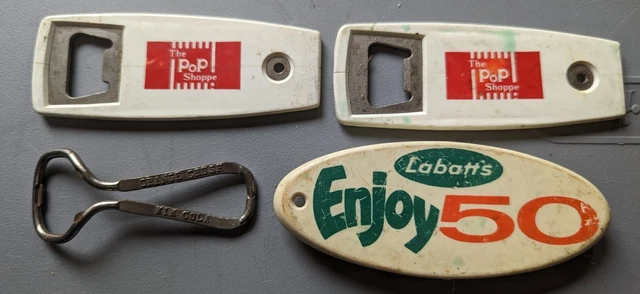 The
pop
Shoppe
The
pop
Shoppe
KIK COLA
Labatt's
Enjoy 50